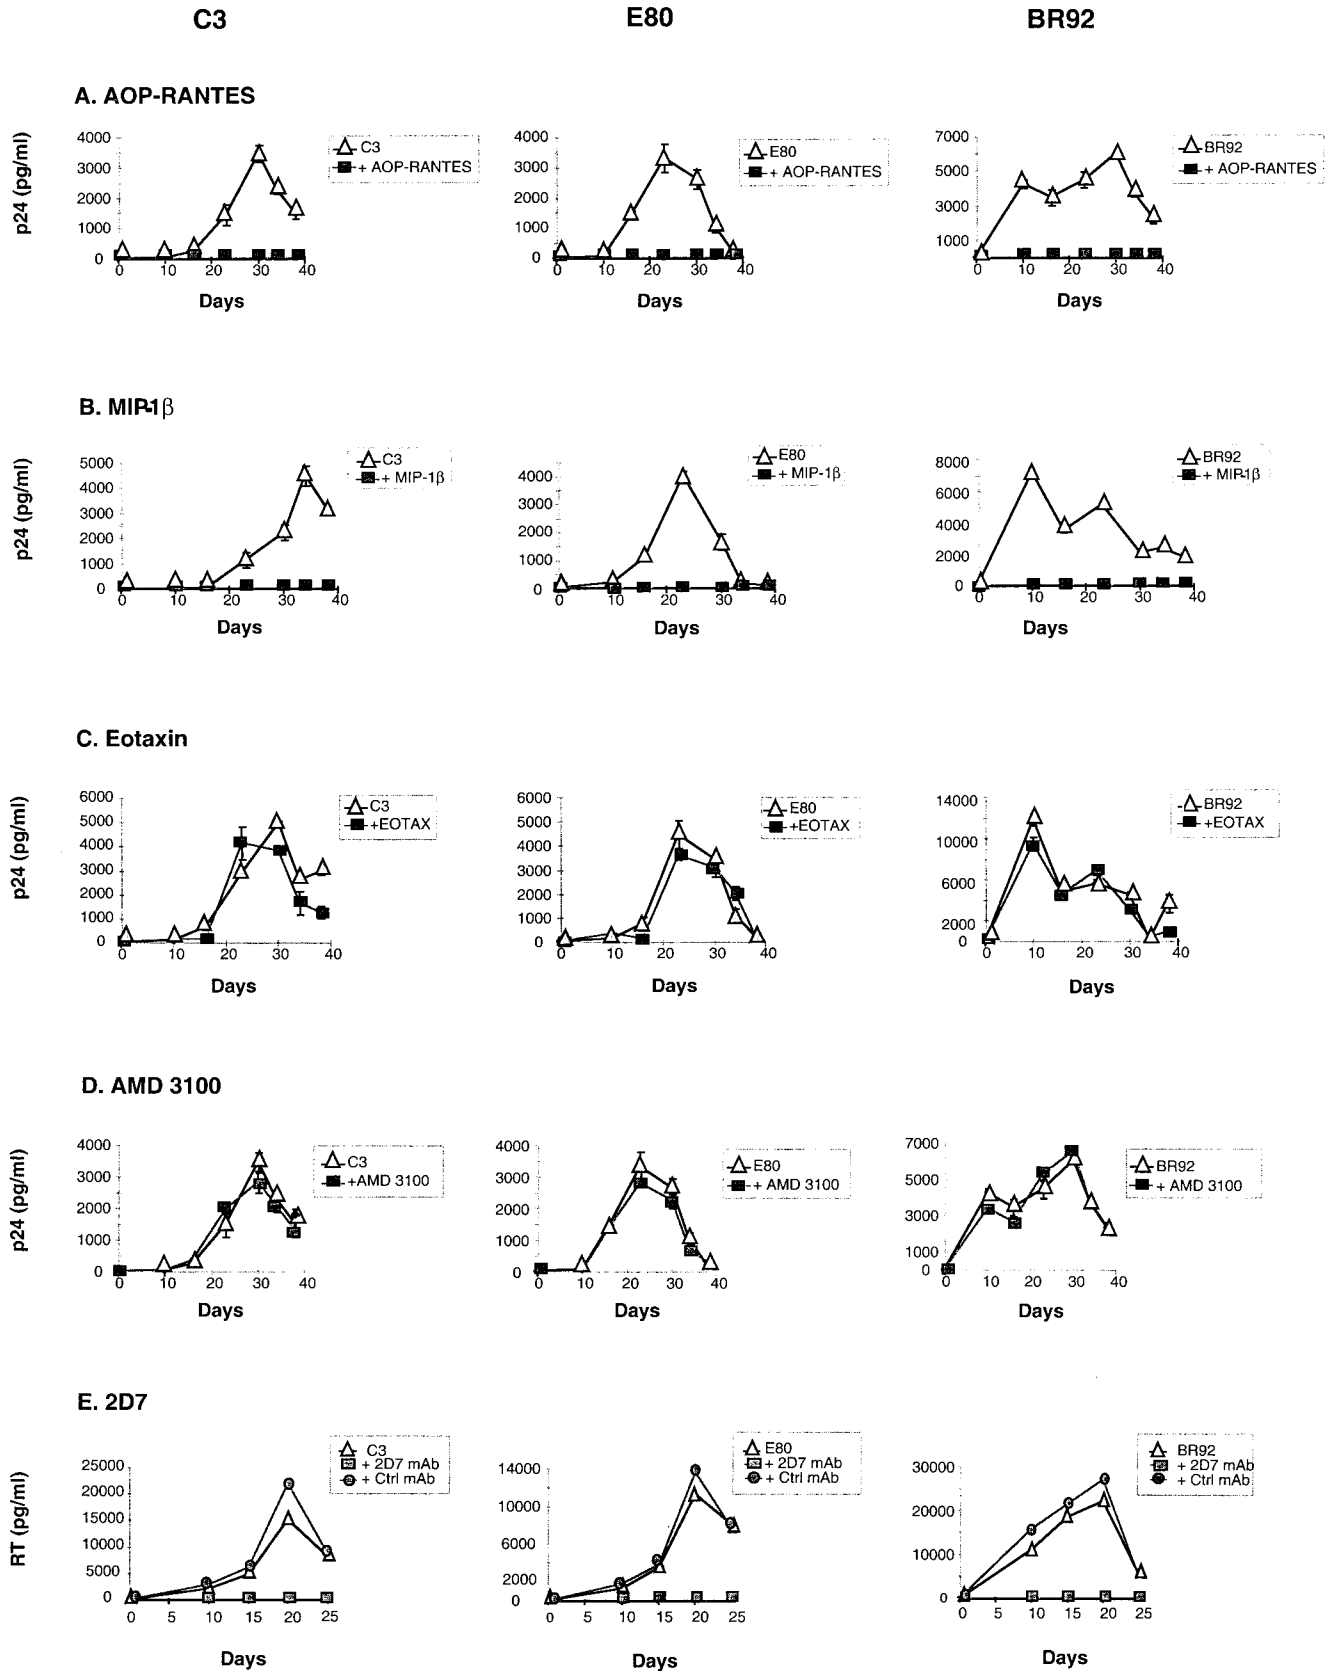 C3 E80 BR92
A. AOP-RANTES
p24 (pg/ml)
4000
3000
2000
1000
0
0 10 20 30 40
Days
C3
+ AOP-RANTES
4000
3000
2000
1000
0
0 10 20 30 40
Days
E80
+ AOP-RANTES
7000
5000
3000
1000
0 10 20 30 40
Days
BR92
+ AOP-RANTES
B. MIP-1β
p24 (pg/ml)
5000
4000
3000
2000
1000
0
0 10 20 30 40
Days
C3
+ MIP-1β
4000
3000
2000
1000
0
0 10 20 30 40
Days
E80
+ MIP-1β
8000
6000
4000
2000
0
0 10 20 30 40
Days
BR92
+ MIP-1β
C. Eotaxin
p24 (pg/ml)
6000
5000
4000
3000
2000
1000
0
0 10 20 30 40
Days
C3
+EOTAX
6000
5000
4000
3000
2000
1000
0
0 10 20 30 40
Days
E80
+EOTAX
14000
10000
6000
2000
0
0 10 20 30 40
Days
BR92
+EOTAX
D. AMD 3100
p24 (pg/ml)
4000
3000
2000
1000
0
0 10 20 30 40
Days
C3
+AMD 3100
4000
3000
2000
1000
0
0 10 20 30 40
Days
E80
+ AMD 3100
7000
5000
3000
1000
0
0 10 20 30 40
Days
BR92
+ AMD 3100
E. 2D7
RT (pg/ml)
25000
20000
15000
10000
5000
0
0 5 10 15 20 25
Days
C3
+ 2D7 mAb
+ Ctrl mAb
14000
10000
6000
2000
0
0 5 10 15 20 25
Days
E80
+ 2D7 mAb
+ Ctrl mAb
30000
20000
10000
0
0 5 10 15 20 25
Days
BR92
+ 2D7 mAb
+ Ctrl mAb